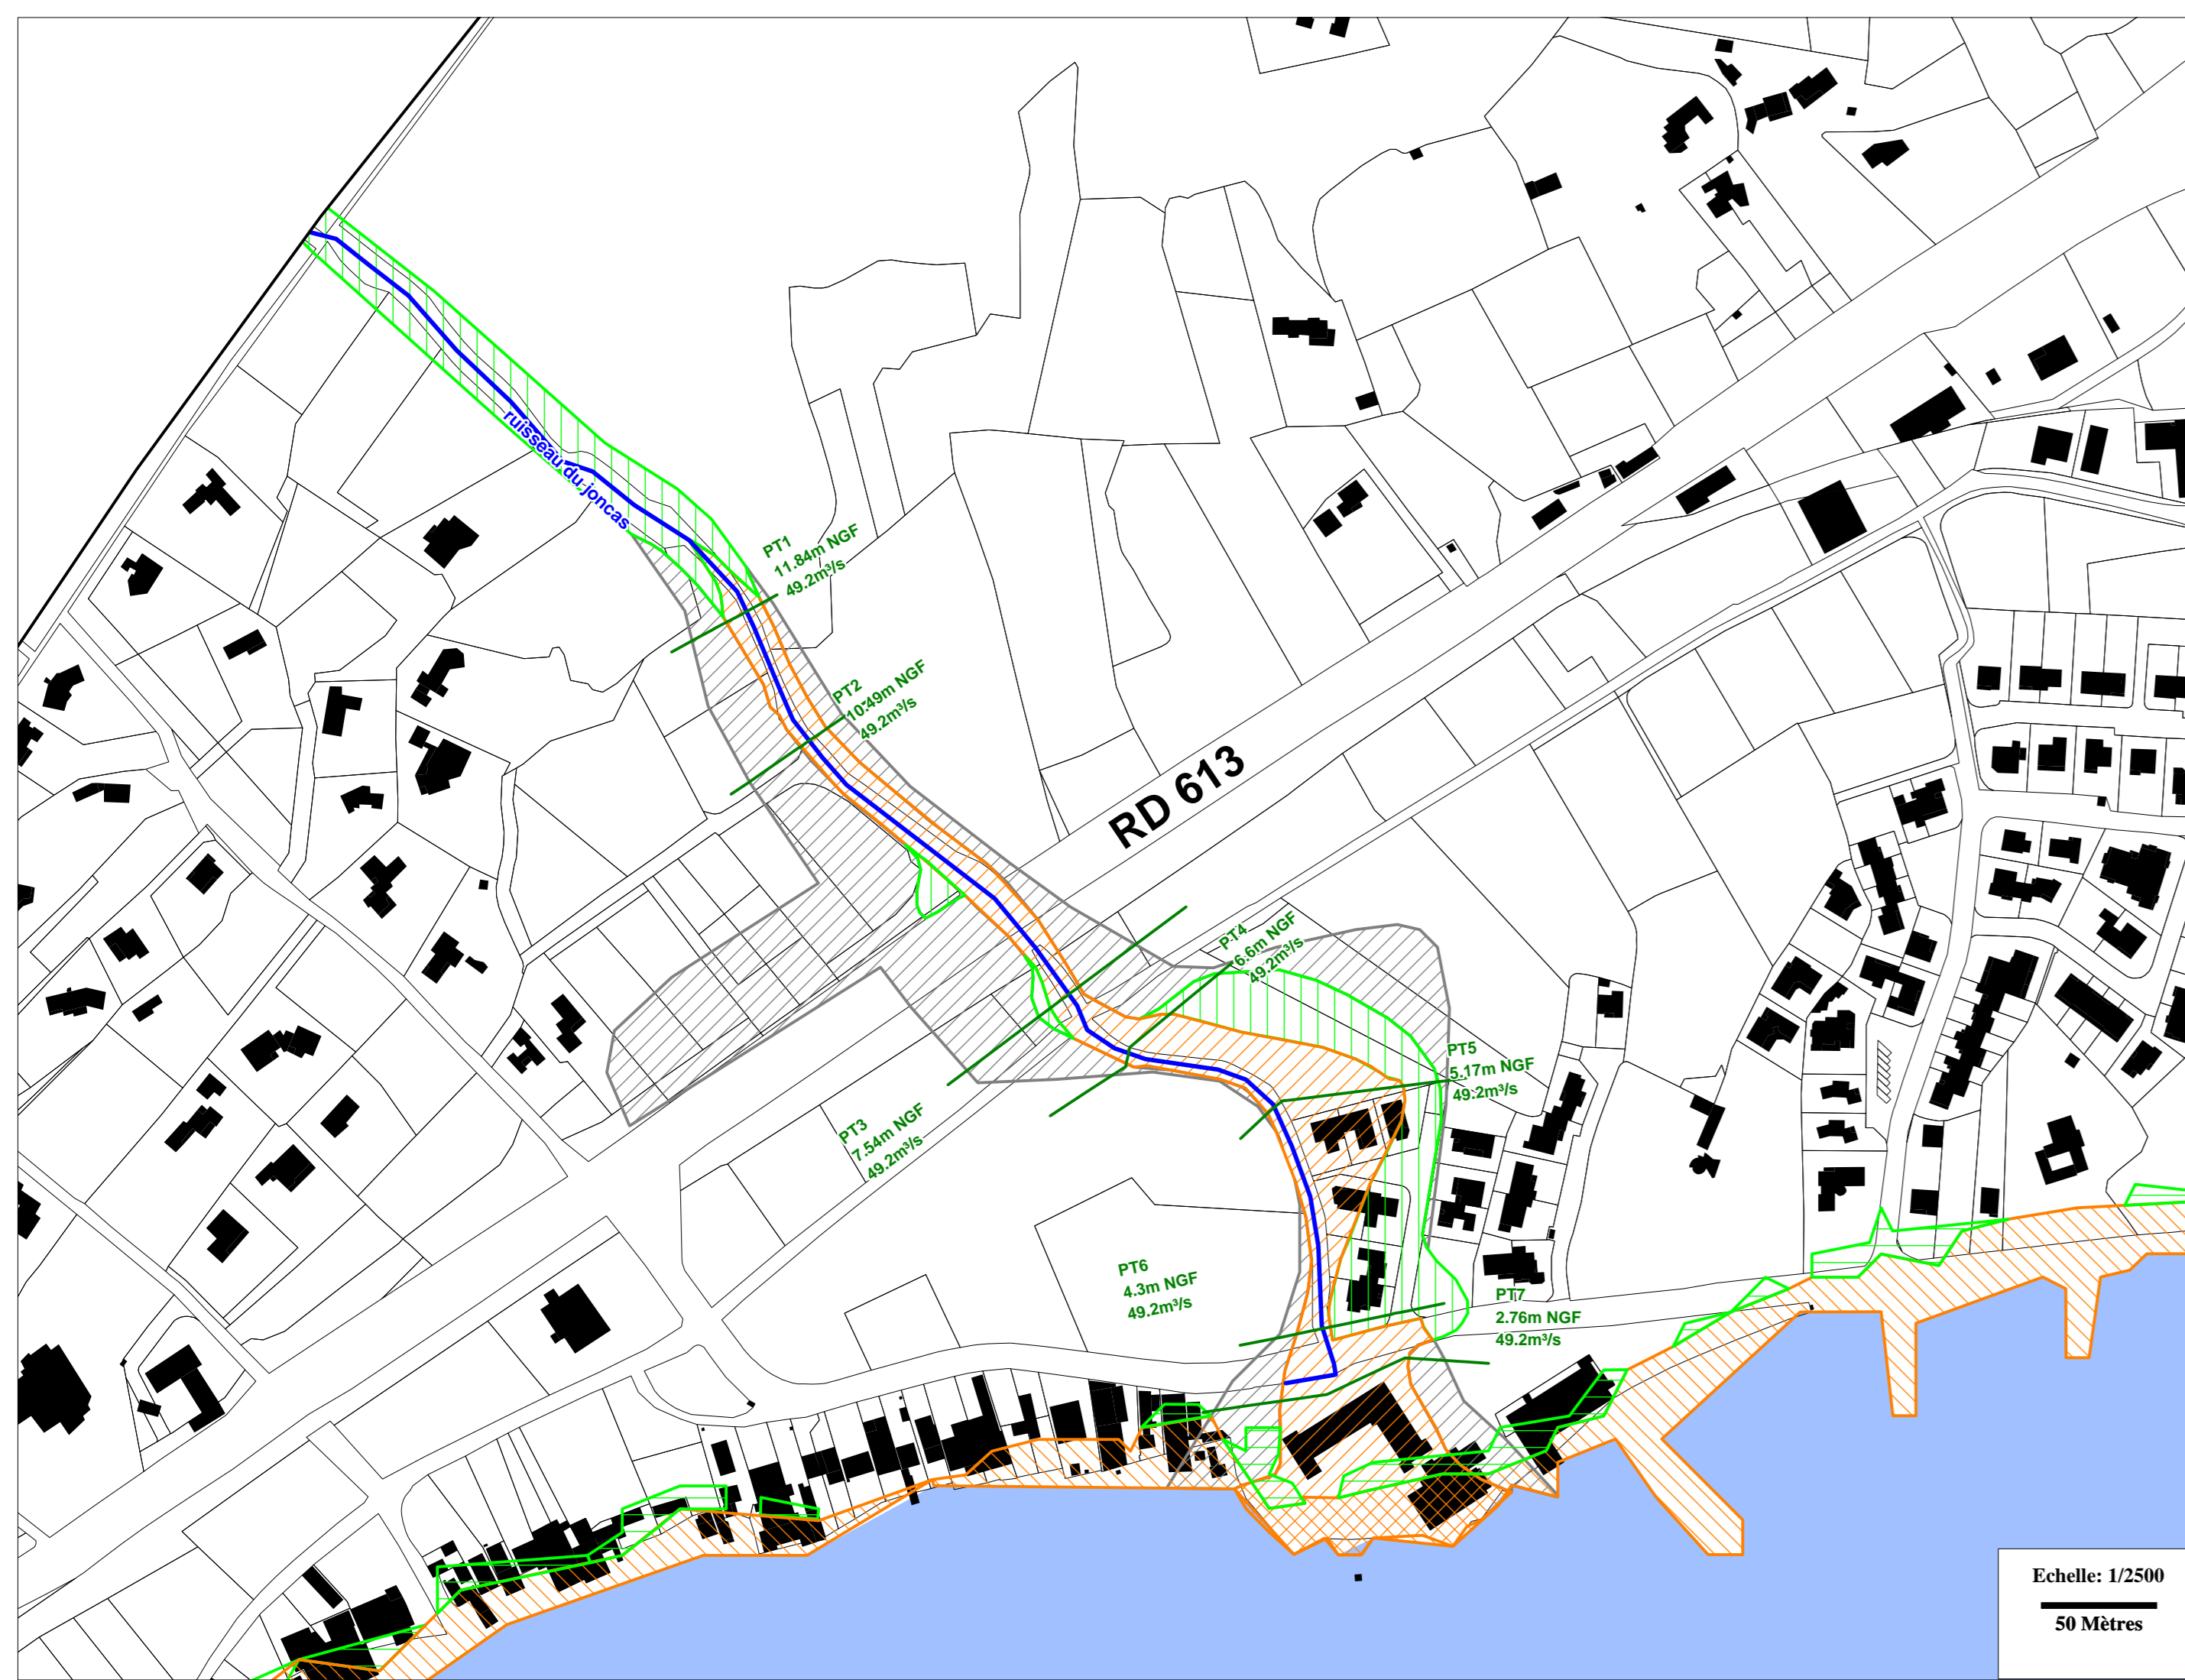 ruisseau du joncas
PT1
11.84m NGF
49.2m³/s
PT2
10.49m NGF
49.2m³/s
RD 613
PT4
6.6m NGF
49.2m³/s
PT5
5.17m NGF
49.2m³/s
PT3
7.54m NGF
49.2m³/s
PT6
4.3m NGF
49.2m³/s
PT7
2.76m NGF
49.2m³/s
Echelle: 1/2500
50 Mètres